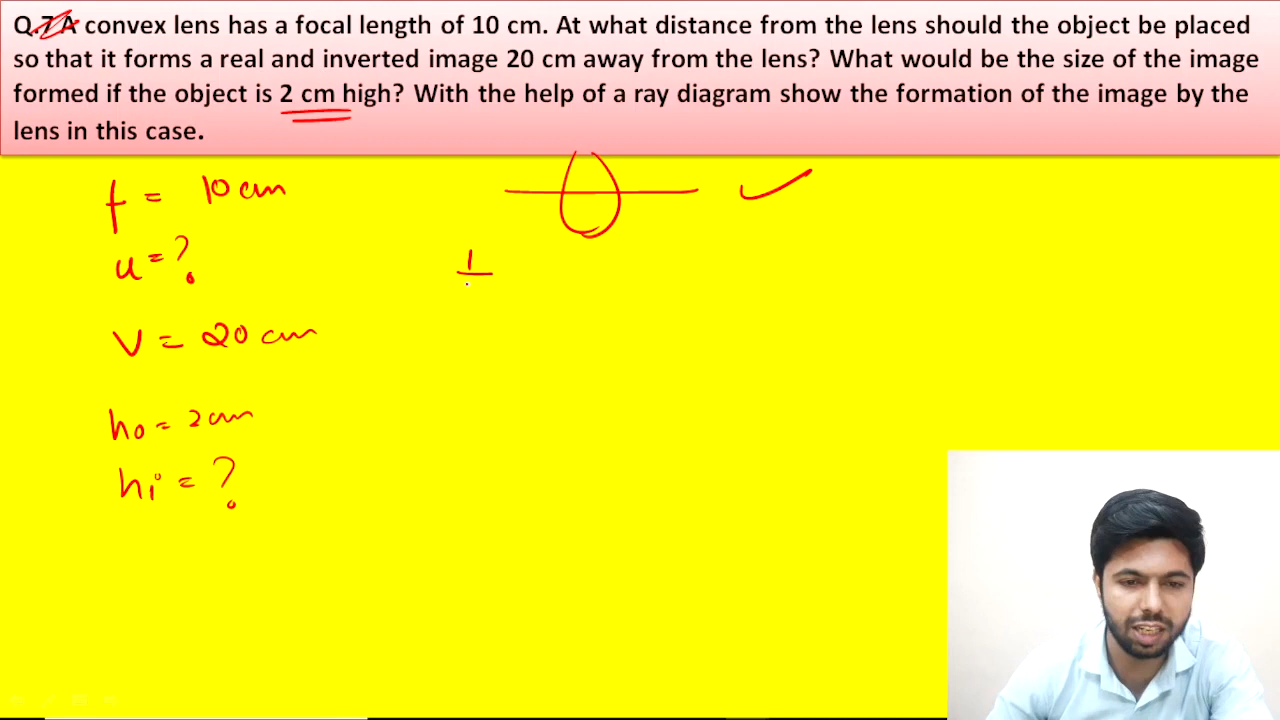 Q.7 A convex lens has a focal length of 10 cm. At what distance from the lens should the object be placed
so that it forms a real and inverted image 20 cm away from the lens? What would be the size of the image
formed if the object is 2 cm high? With the help of a ray diagram show the formation of the image by the
lens in this case.
f = 10 cm
u = ?
1
v = 20 cm
ho = 2 cm
hi = ?